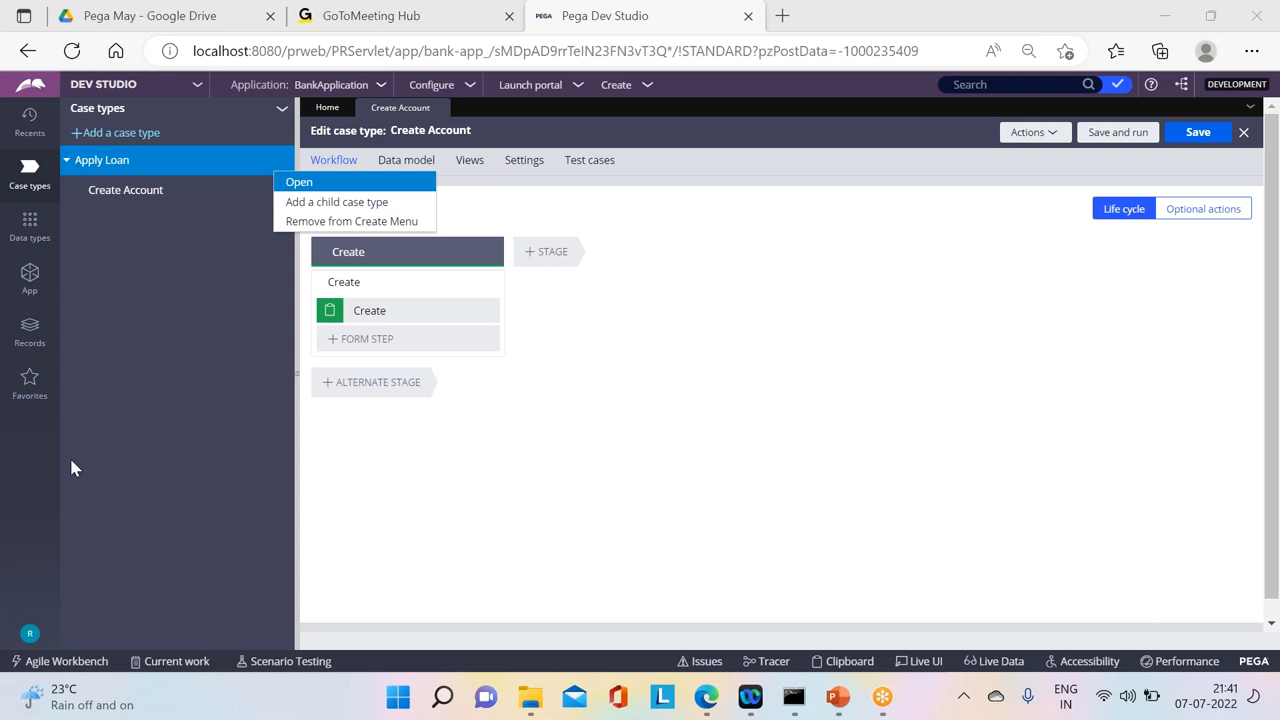 Pega May - Google Drive
GoToMeeting Hub
PEGA Pega Dev Studio
localhost:8080/prweb/PRServlet/app/bank-app_/sMDpAD9rrTeIN23FN3vT3Q*/!STANDARD?pzPostData=-1000235409
DEV STUDIO
Application: BankApplication
Configure
Launch portal
Create
Search
DEVELOPMENT
Recents
Case types
Data types
App
Records
Favorites
R
Case types
Add a case type
Apply Loan
Create Account
Open
Add a child case type
Remove from Create Menu
Home
Create Account
Edit case type: Create Account
Actions
Save and run
Save
Workflow
Data model
Views
Settings
Test cases
Life cycle
Optional actions
Create
+ STAGE
Create
Create
+ FORM STEP
+ ALTERNATE STAGE
Agile Workbench
Current work
Scenario Testing
Issues
Tracer
Clipboard
Live UI
Live Data
Accessibility
Performance
PEGA
23°C
Rain off and on
L
ENG
IN
21:41
07-07-2022